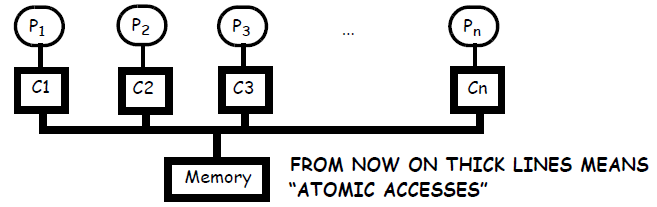 P1 P2 P3 ... Pn
C1 C2 C3 Cn
Memory
FROM NOW ON THICK LINES MEANS
“ATOMIC ACCESSES”